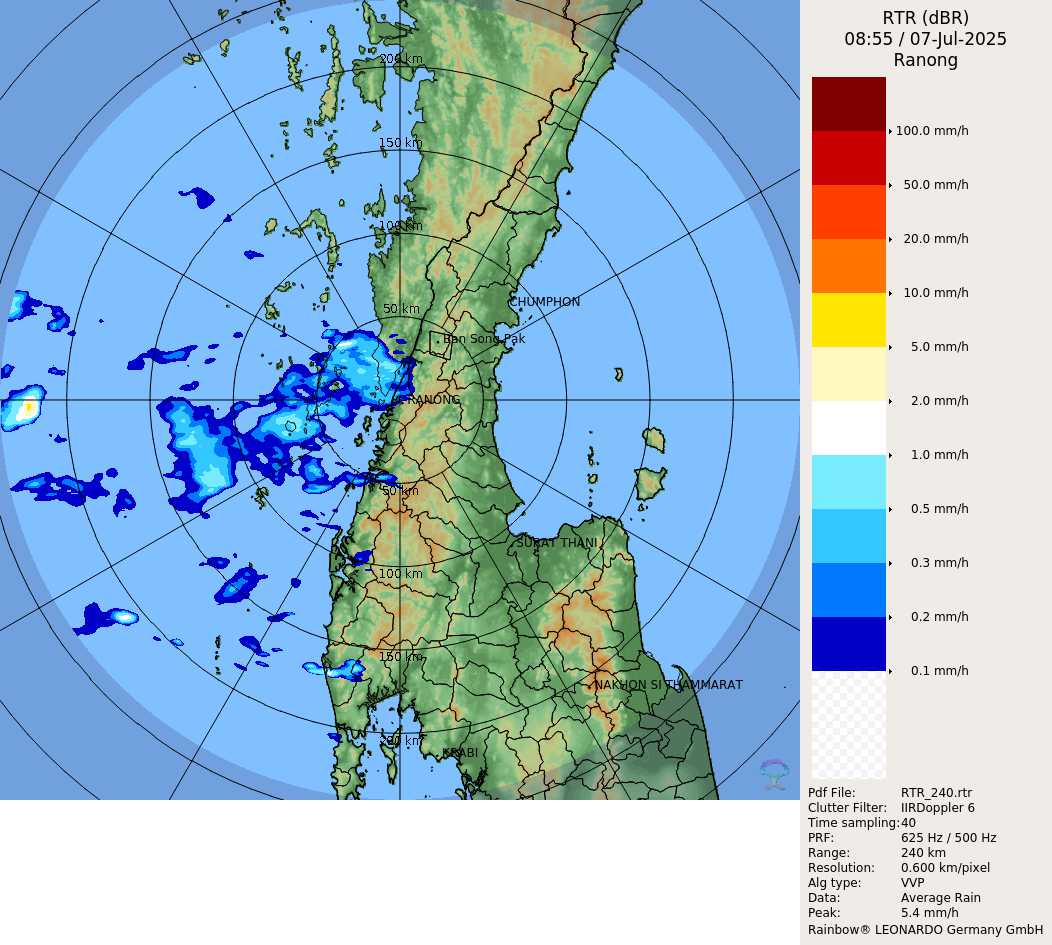 RTR (dBR)
08:55 / 07-Jul-2025
Ranong
200 km
150 km
100 km
50 km
CHUMPHON
Ban Song Pak
RANONG
50 km
SURAT THANI
100 km
150 km
NAKHON SI THAMMARAT
200 km
KRABI
100.0 mm/h
50.0 mm/h
20.0 mm/h
10.0 mm/h
5.0 mm/h
2.0 mm/h
1.0 mm/h
0.5 mm/h
0.3 mm/h
0.2 mm/h
0.1 mm/h
Pdf File: RTR_240.rtr
Clutter Filter: IIRDoppler 6
Time sampling:40
PRF: 625 Hz / 500 Hz
Range: 240 km
Resolution: 0.600 km/pixel
Alg type: VVP
Data: Average Rain
Peak: 5.4 mm/h
Rainbow® LEONARDO Germany GmbH